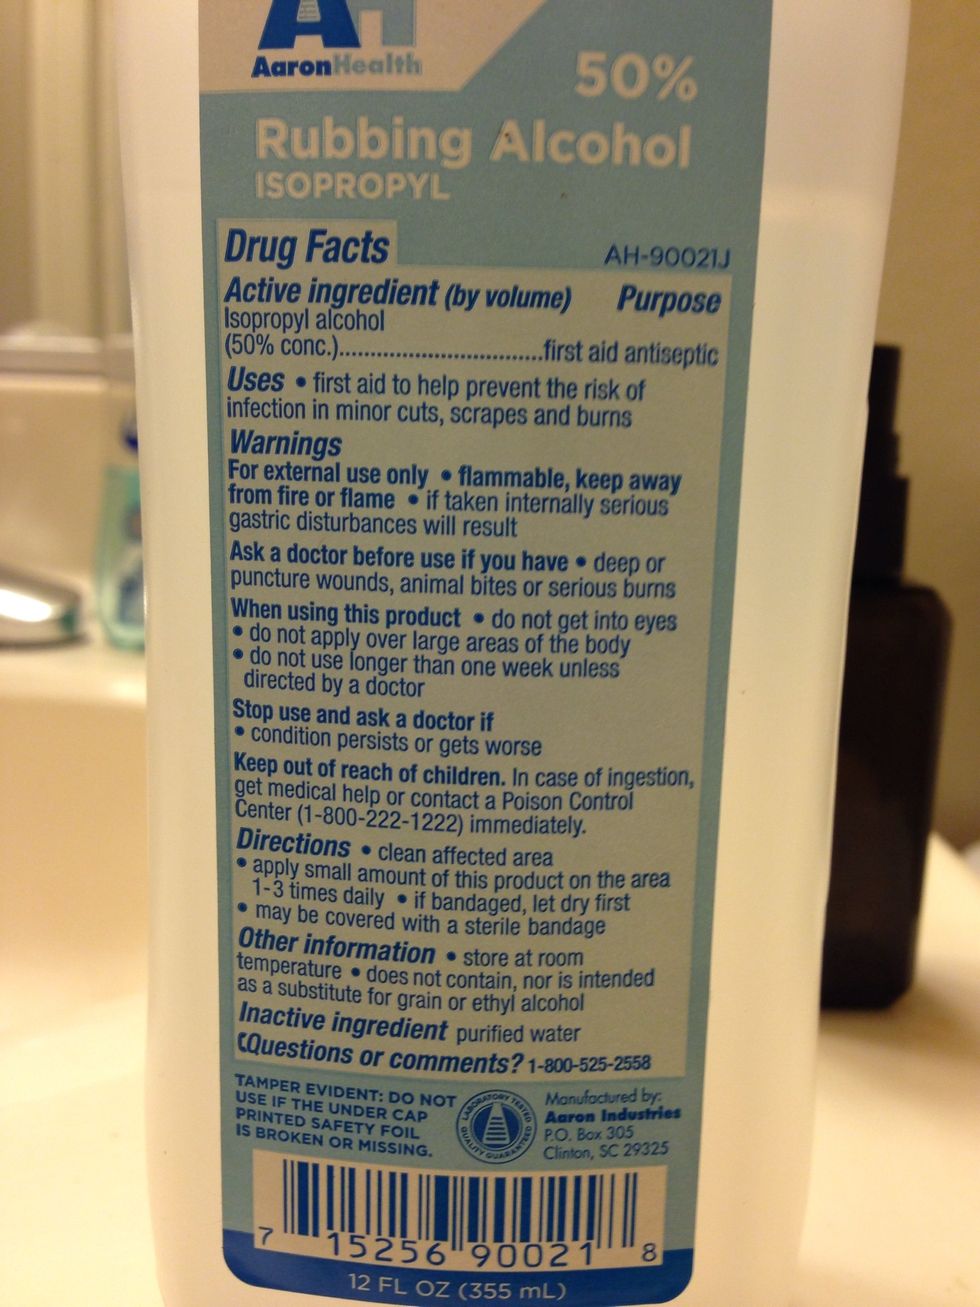 AH
AaronHealth
50%
Rubbing Alcohol
ISOPROPYL
Drug Facts
AH-90021J
Active ingredient (by volume) Purpose
Isopropyl alcohol
(50% conc.)................................first aid antiseptic
Uses • first aid to help prevent the risk of
infection in minor cuts, scrapes and burns
Warnings
For external use only • flammable, keep away
from fire or flame • if taken internally serious
gastric disturbances will result
Ask a doctor before use if you have • deep or
puncture wounds, animal bites or serious burns
When using this product • do not get into eyes
• do not apply over large areas of the body
• do not use longer than one week unless
directed by a doctor
Stop use and ask a doctor if
• condition persists or gets worse
Keep out of reach of children. In case of ingestion,
get medical help or contact a Poison Control
Center (1-800-222-1222) immediately.
Directions • clean affected area
• apply small amount of this product on the area
1-3 times daily • if bandaged, let dry first
• may be covered with a sterile bandage
Other information • store at room
temperature • does not contain, nor is intended
as a substitute for grain or ethyl alcohol
Inactive ingredient purified water
Questions or comments? 1-800-525-2558
TAMPER EVIDENT: DO NOT
USE IF THE UNDER CAP
PRINTED SAFETY FOIL
IS BROKEN OR MISSING.
LABORATORY TESTED
QUALITY GUARANTEED
Manufactured by:
Aaron Industries
P.O. Box 305
Clinton, SC 29325
7 15256 90021 8
12 FL OZ (355 mL)